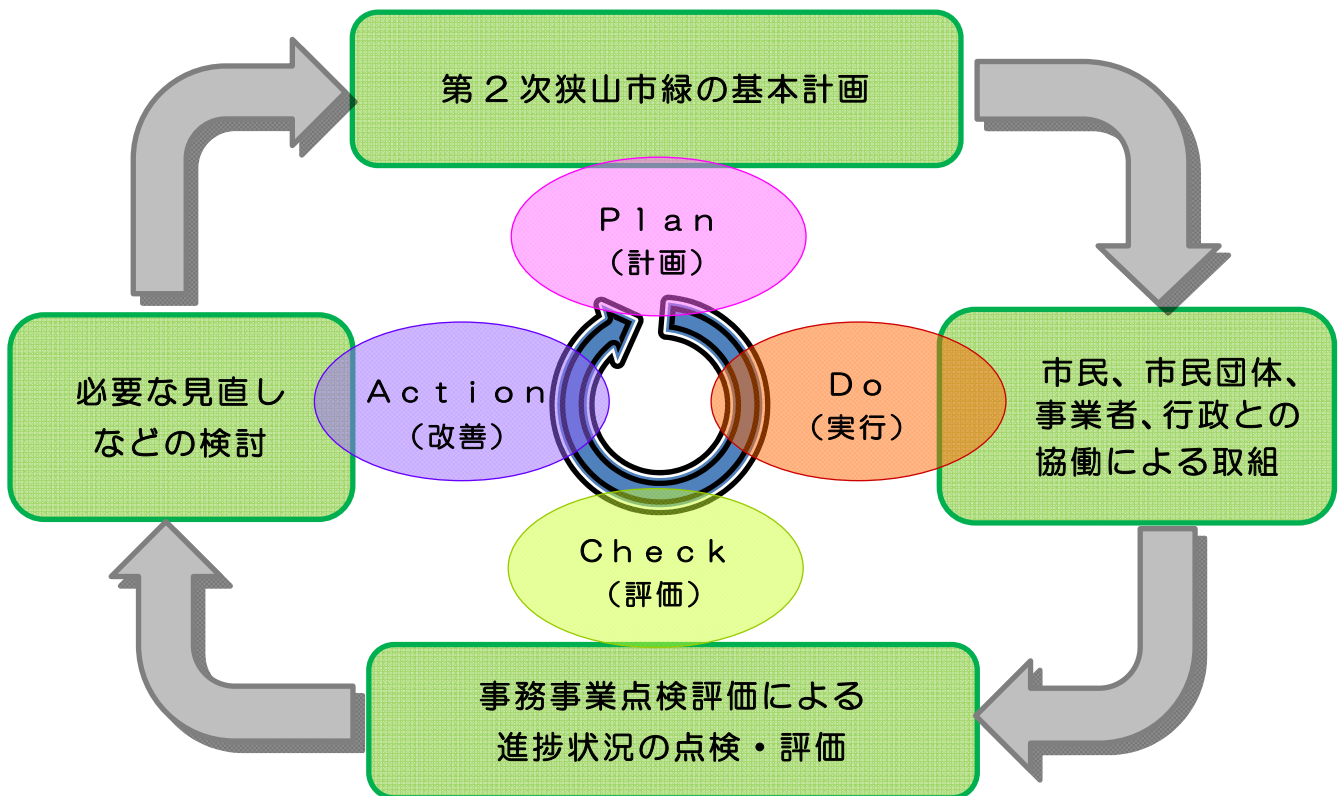 第２次狭山市緑の基本計画
Ｐｌａｎ
（計画）
Ｄｏ
（実行）
市民、市民団体、
事業者、行政との
協働による取組
Ｃｈｅｃｋ
（評価）
事務事業点検評価による
進捗状況の点検・評価
Ａｃｔｉｏｎ
（改善）
必要な見直し
などの検討